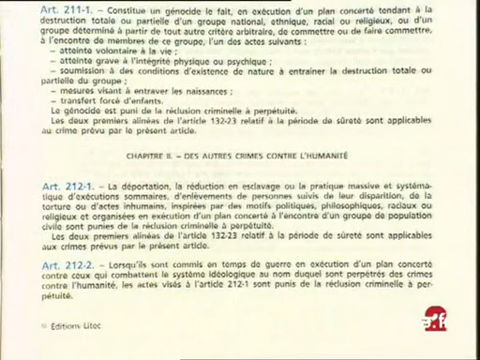 Art. 211-1. – Constitue un génocide le fait, en exécution d'un plan concerté tendant à la
destruction totale ou partielle d'un groupe national, ethnique, racial ou religieux, ou d'un
groupe déterminé à partir de tout autre critère arbitraire, de commettre ou de faire commettre,
à l'encontre de membres de ce groupe, l'un des actes suivants :
– atteinte volontaire à la vie ;
– atteinte grave à l'intégrité physique ou psychique ;
– soumission à des conditions d'existence de nature à entraîner la destruction totale ou
partielle du groupe ;
– mesures visant à entraver les naissances ;
– transfert forcé d'enfants.
Le génocide est puni de la réclusion criminelle à perpétuité.
Les deux premiers alinéas de l'article 132-23 relatif à la période de sûreté sont applicables
au crime prévu par le présent article.
CHAPITRE II. – DES AUTRES CRIMES CONTRE L'HUMANITÉ
Art. 212-1. – La déportation, la réduction en esclavage ou la pratique massive et systéma-
tique d'exécutions sommaires, d'enlèvements de personnes suivis de leur disparition, de la
torture ou d'actes inhumains, inspirées par des motifs politiques, philosophiques, raciaux ou
religieux et organisées en exécution d'un plan concerté à l'encontre d'un groupe de population
civile sont punies de la réclusion criminelle à perpétuité.
Les deux premiers alinéas de l'article 132-23 relatif à la période de sûreté sont applicables
aux crimes prévus par le présent article.
Art. 212-2. – Lorsqu'ils sont commis en temps de guerre en exécution d'un plan concerté
contre ceux qui combattent le système idéologique au nom duquel sont perpétrés des crimes
contre l'humanité, les actes visés à l'article 212-1 sont punis de la réclusion criminelle à per-
pétuité.
© Editions Litec